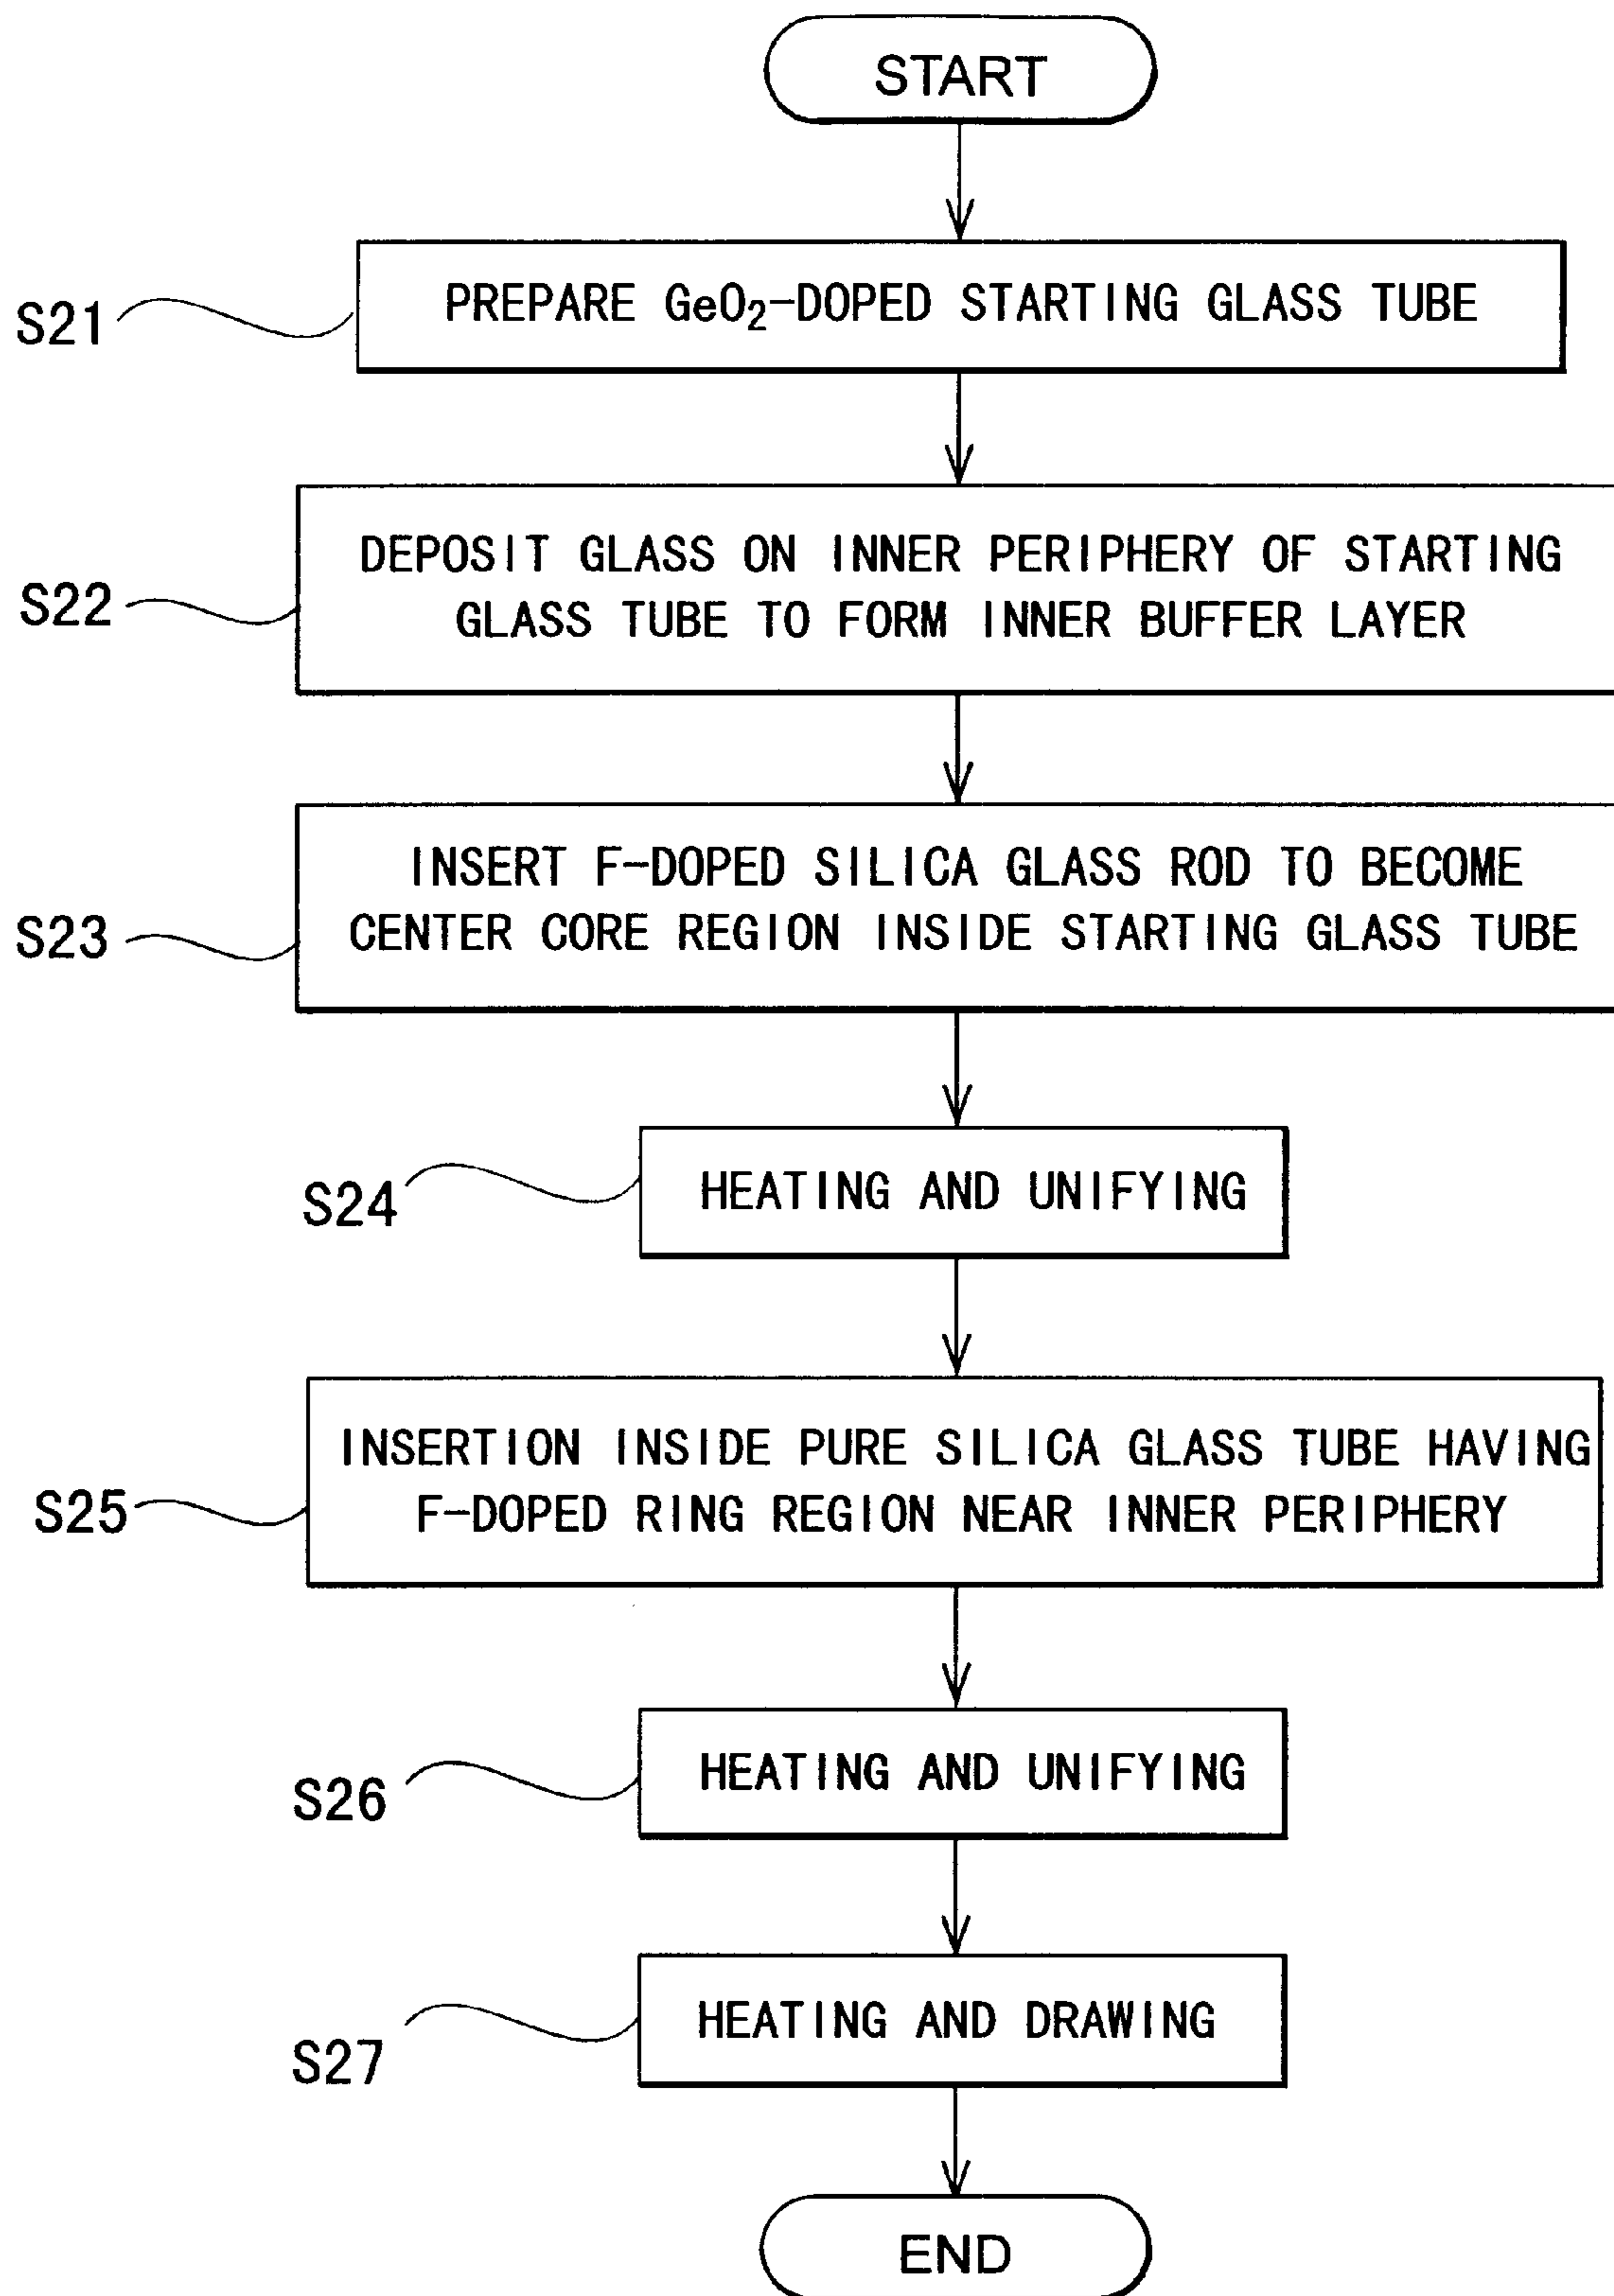 START
S21
PREPARE GeO₂-DOPED STARTING GLASS TUBE
S22
DEPOSIT GLASS ON INNER PERIPHERY OF STARTING
GLASS TUBE TO FORM INNER BUFFER LAYER
S23
INSERT F-DOPED SILICA GLASS ROD TO BECOME
CENTER CORE REGION INSIDE STARTING GLASS TUBE
S24
HEATING AND UNIFYING
S25
INSERTION INSIDE PURE SILICA GLASS TUBE HAVING
F-DOPED RING REGION NEAR INNER PERIPHERY
S26
HEATING AND UNIFYING
S27
HEATING AND DRAWING
END